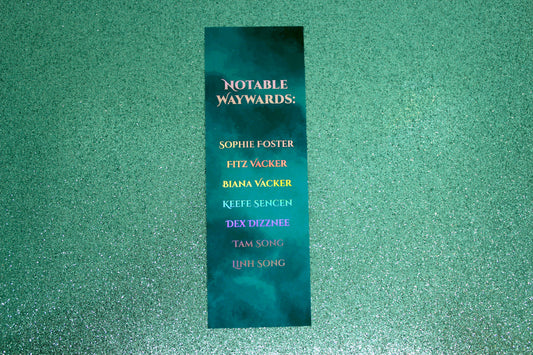 Notable
Waywards:
Sophie Foster
Fitz Vacker
Biana Vacker
Keefe Sencen
Dex Dizznee
Tam Song
Linh Song